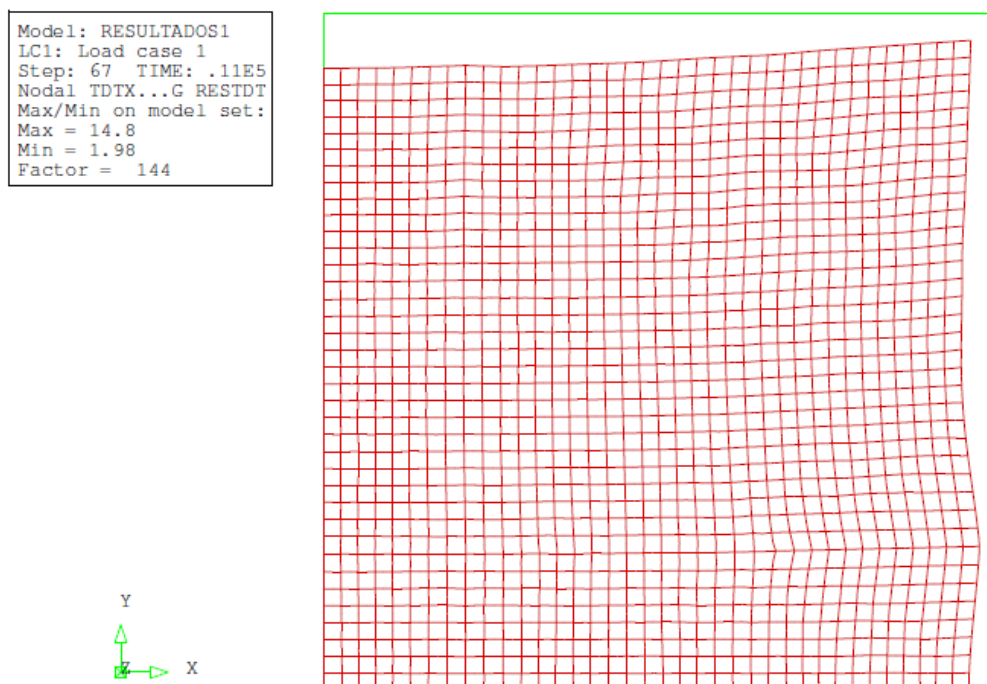 Model: RESULTADOS1
LC1: Load case 1
Step: 67 TIME: .11E5
Nodal TDTX...G RESTDT
Max/Min on model set:
Max = 14.8
Min = 1.98
Factor = 144
Y
Z X